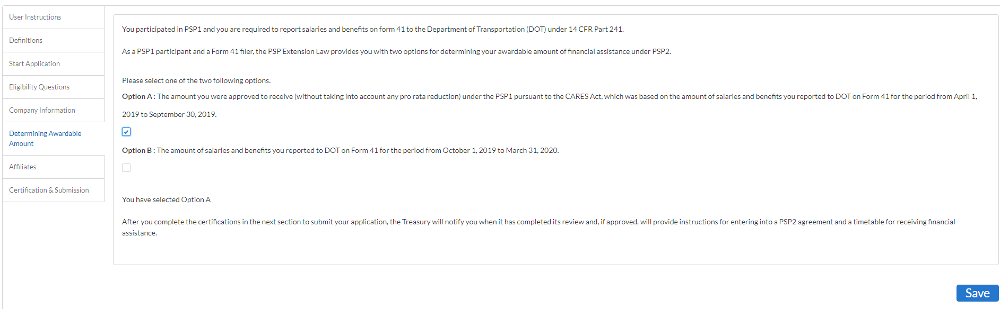 User Instructions
Definitions
Start Application
Eligibility Questions
Company Information
Determining Awardable
Amount
Affiliates
Certification & Submission
You participated in PSP1 and you are required to report salaries and benefits on form 41 to the Department of Transportation (DOT) under 14 CFR Part 241.
As a PSP1 participant and a Form 41 filer, the PSP Extension Law provides you with two options for determining your awardable amount of financial assistance under PSP2.
Please select one of the two following options.
Option A : The amount you were approved to receive (without taking into account any pro rata reduction) under the PSP1 pursuant to the CARES Act, which was based on the amount of salaries and benefits you reported to DOT on Form 41 for the period from April 1,
2019 to September 30, 2019.
Option B : The amount of salaries and benefits you reported to DOT on Form 41 for the period from October 1, 2019 to March 31, 2020.
You have selected Option A
After you complete the certifications in the next section to submit your application, the Treasury will notify you when it has completed its review and, if approved, will provide instructions for entering into a PSP2 agreement and a timetable for receiving financial
assistance.
Save